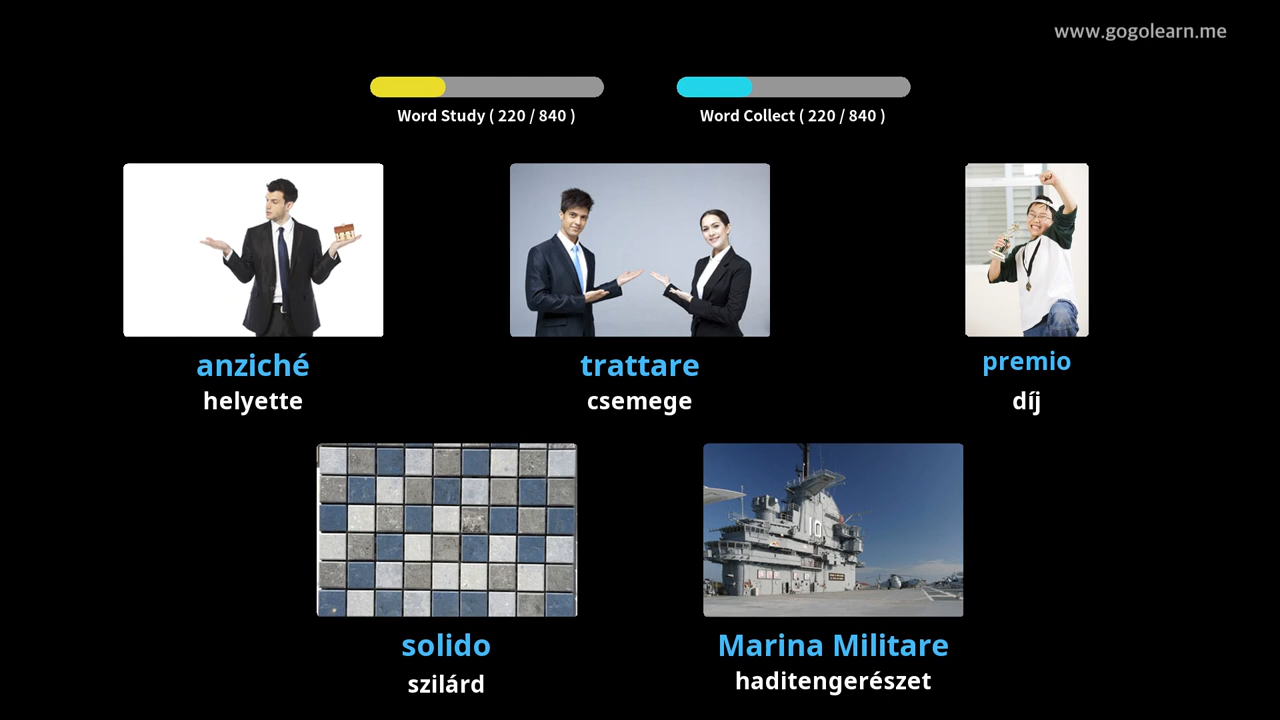 www.gogolearn.me
Word Study ( 220 / 840 )
Word Collect ( 220 / 840 )
anziché
helyette
trattare
csemege
premio
díj
solido
szilárd
10
Marina Militare
haditengerészet